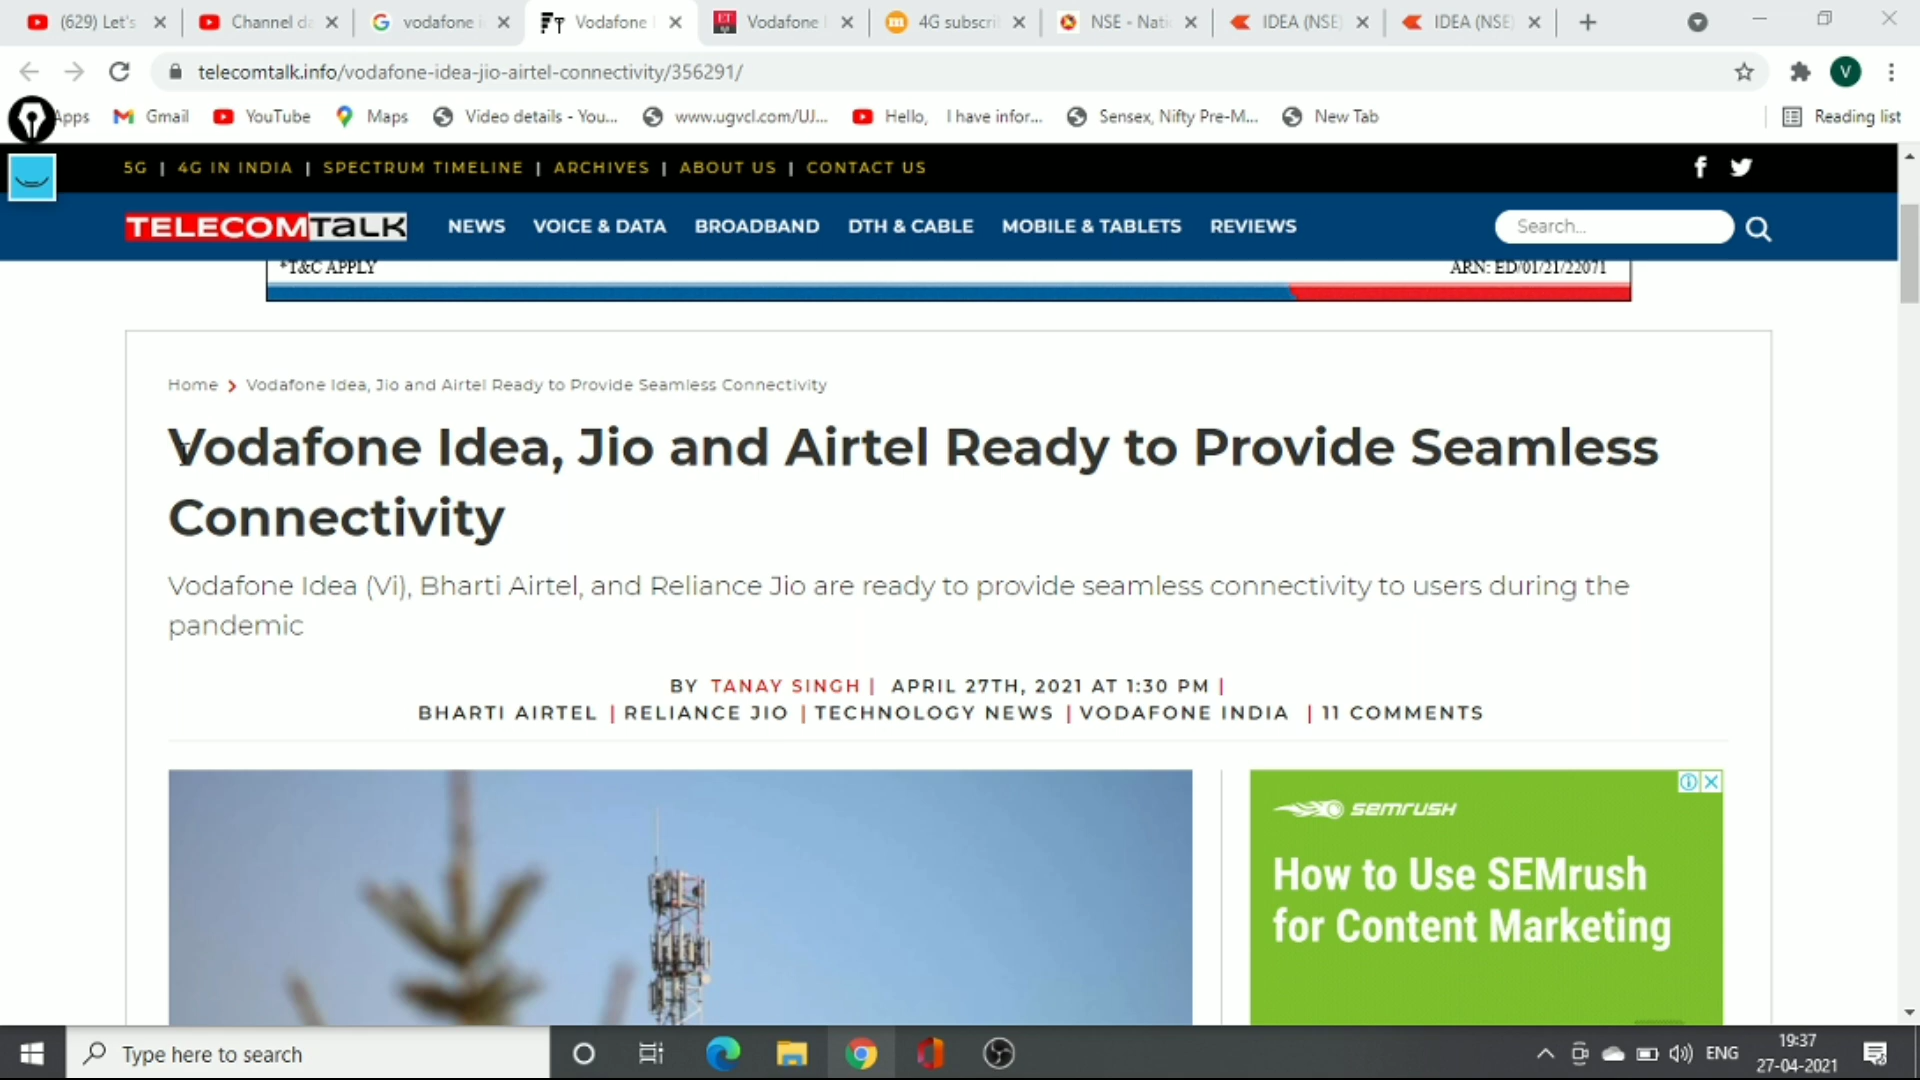 (629) Let's
Channel da
vodafone i
Vodafone I
Vodafone I
4G subscri
NSE - Nati
IDEA (NSE)
IDEA (NSE)
telecomtalk.info/vodafone-idea-jio-airtel-connectivity/356291/
V
Apps
Gmail
YouTube
Maps
Video details - You...
www.ugvcl.com/UJ...
Hello, I have infor...
Sensex, Nifty Pre-M...
New Tab
Reading list
5G | 4G IN INDIA | SPECTRUM TIMELINE | ARCHIVES | ABOUT US | CONTACT US
TELECOMTALK
NEWS VOICE & DATA BROADBAND DTH & CABLE MOBILE & TABLETS REVIEWS
Search...
*T&C APPLY
ARN: ED/01/21/22071
Home > Vodafone Idea, Jio and Airtel Ready to Provide Seamless Connectivity
Vodafone Idea, Jio and Airtel Ready to Provide Seamless
Connectivity
Vodafone Idea (Vi), Bharti Airtel, and Reliance Jio are ready to provide seamless connectivity to users during the
pandemic
BY TANAY SINGH | APRIL 27TH, 2021 AT 1:30 PM |
BHARTI AIRTEL | RELIANCE JIO | TECHNOLOGY NEWS | VODAFONE INDIA | 11 COMMENTS
semrush
How to Use SEMrush
for Content Marketing
Type here to search
ENG
19:37
27-04-2021